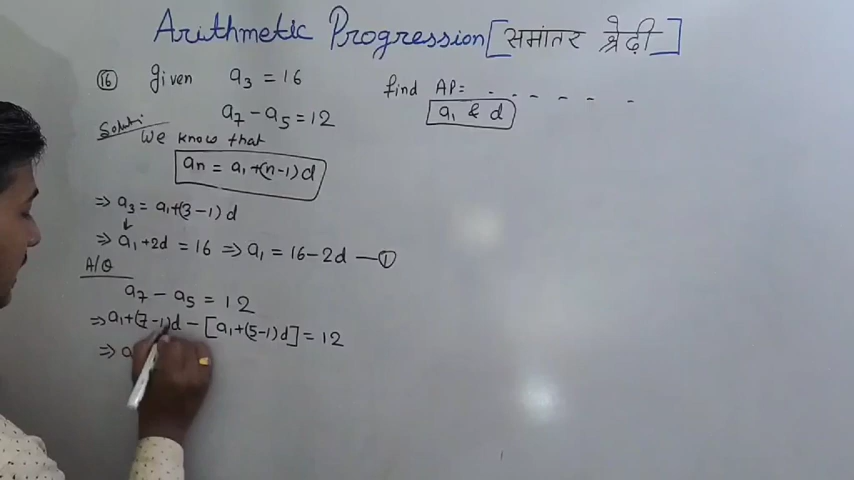 Arithmetic Progression [समांतर श्रेढ़ी]
(16) Given a₃ = 16
a₇ - a₅ = 12
find AP = . . - - - -
a₁ & d
Soluti
We know that
aₙ = a₁+(n-1)d
⇒ a₃ = a₁+(3-1)d
⇒ a₁+2d = 16 ⇒ a₁ = 16-2d —①
A/Q
a₇ - a₅ = 12
⇒ a₁+(7-1)d - [a₁+(5-1)d] = 12
⇒ a